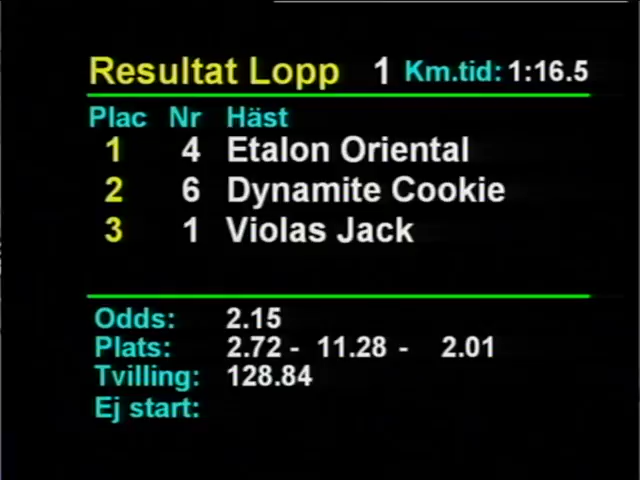 Resultat Lopp 1 Km.tid: 1:16.5
Plac Nr Häst
1 4 Etalon Oriental
2 6 Dynamite Cookie
3 1 Violas Jack
Odds: 2.15
Plats: 2.72 - 11.28 - 2.01
Tvilling: 128.84
Ej start: